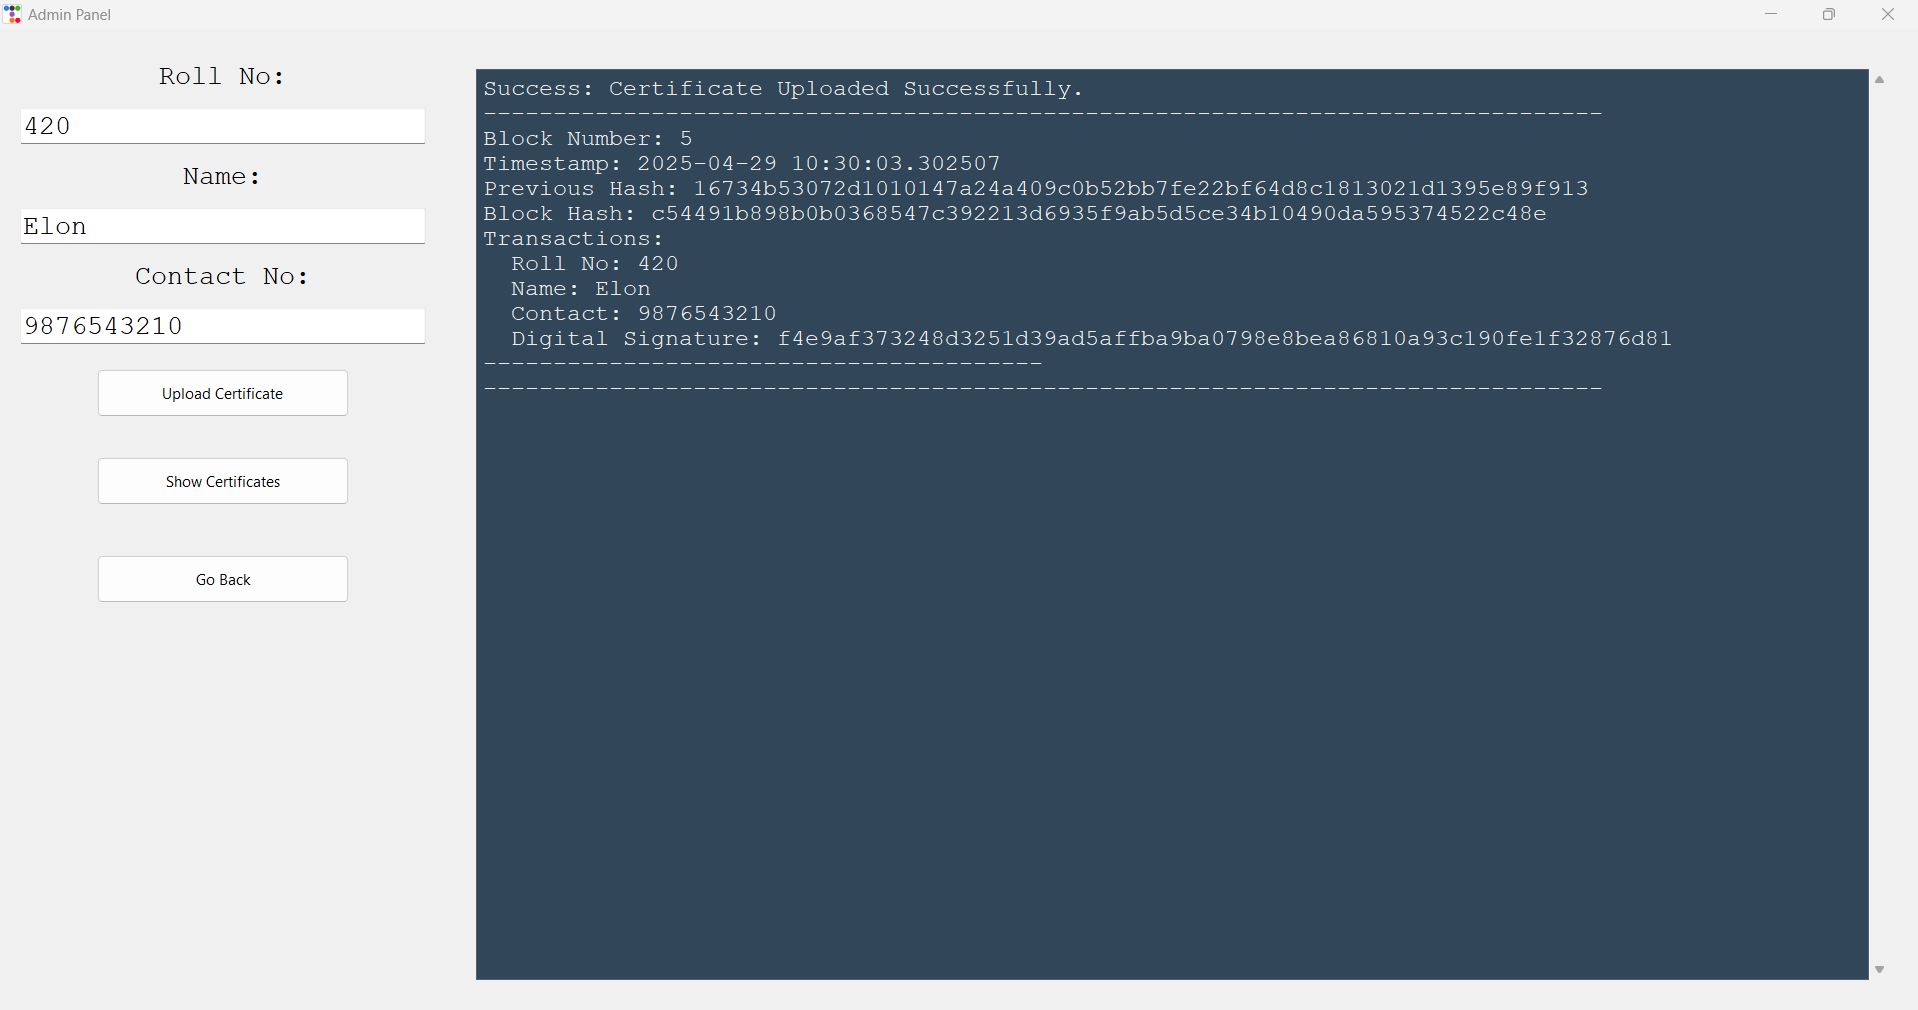 Admin Panel
Roll No:
420
Name:
Elon
Contact No:
9876543210
Upload Certificate
Show Certificates
Go Back
Success: Certificate Uploaded Successfully.
--------------------------------------------------------------------------------
Block Number: 5
Timestamp: 2025-04-29 10:30:03.302507
Previous Hash: 16734b53072d1010147a24a409c0b52bb7fe22bf64d8c1813021d1395e89f913
Block Hash: c54491b898b0b0368547c392213d6935f9ab5d5ce34b10490da595374522c48e
Transactions:
  Roll No: 420
  Name: Elon
  Contact: 9876543210
  Digital Signature: f4e9af373248d3251d39ad5affba9ba0798e8bea86810a93c190fe1f32876d81
----------------------------------------
--------------------------------------------------------------------------------